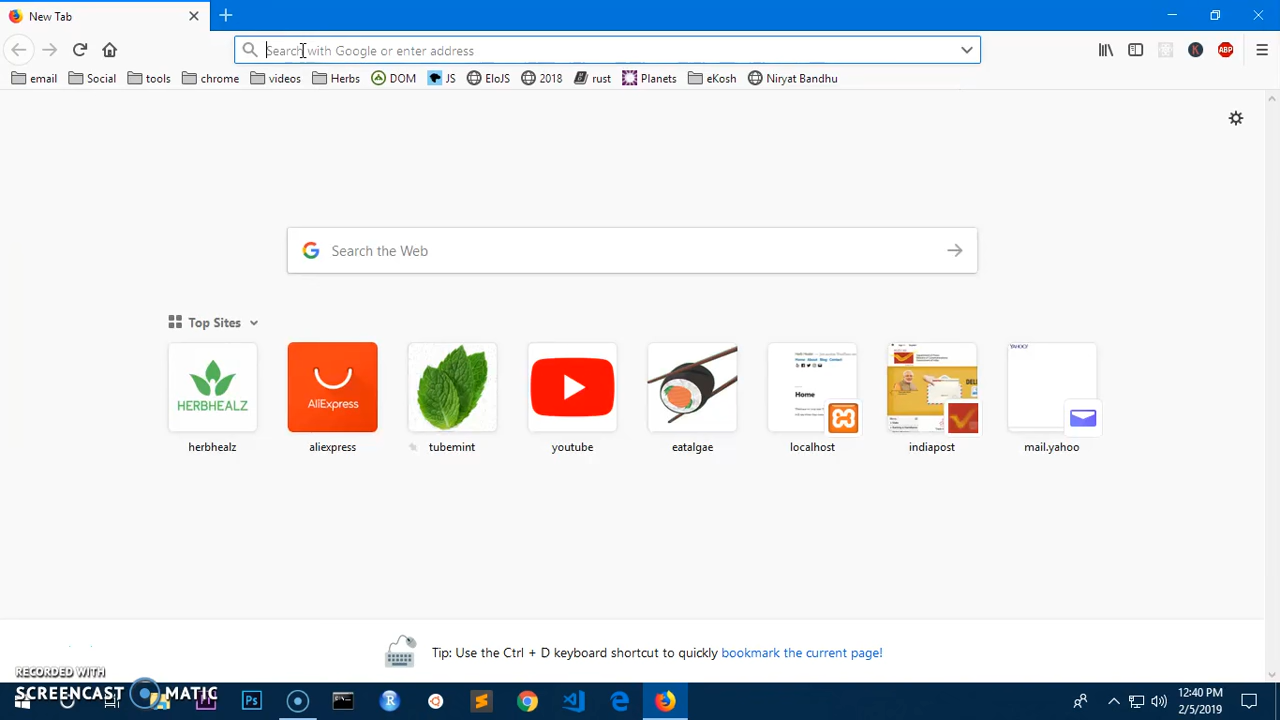 New Tab
Search with Google or enter address
ABP
email Social tools chrome videos Herbs DOM JS EloJS 2018 rust Planets eKosh Niryat Bandhu
G Search the Web
Top Sites
HERBHEALZ
AliExpress
Home
YAHOO!
herbhealz aliexpress tubemint youtube eatalgae localhost indiapost mail.yahoo
Tip: Use the Ctrl + D keyboard shortcut to quickly bookmark the current page!
RECORDED WITH
SCREENCAST MATIC
12:40 PM
2/5/2019